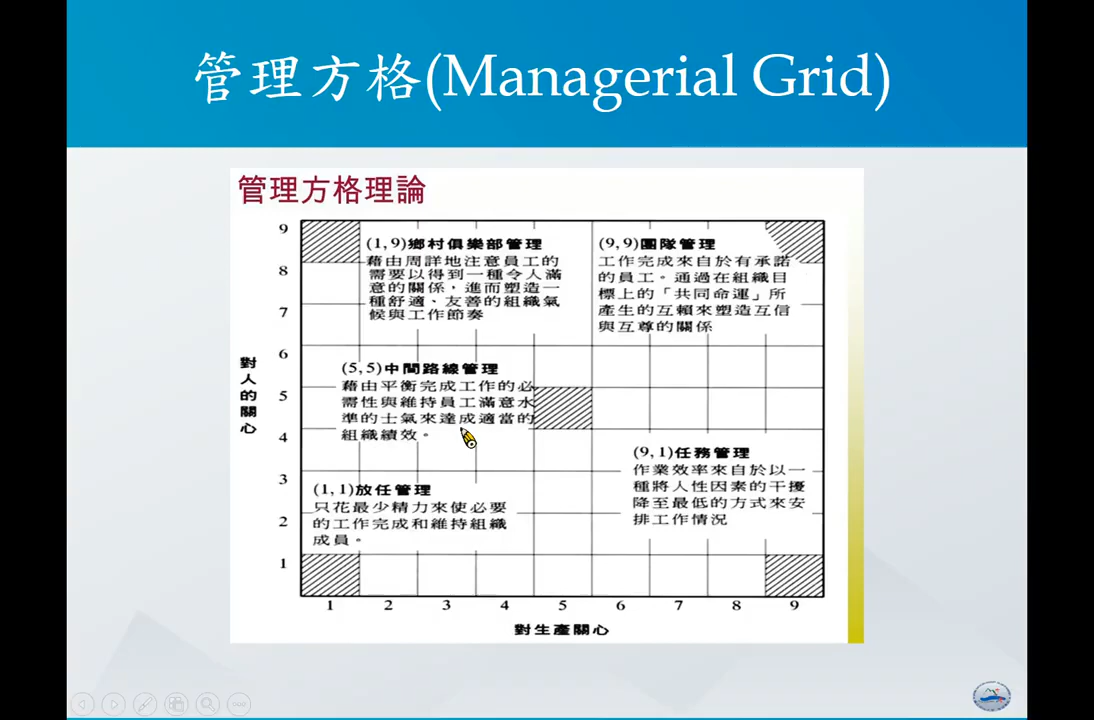 管理方格(Managerial Grid)
管理方格理論
9
8
7
6
5
4
3
2
1
對人的關心
(1,9)鄉村俱樂部管理
藉由周詳地注意員工的
需要以得到一種令人滿
意的關係，進而塑造一
種舒適、友善的組織氣
候與工作節奏
(9,9)團隊管理
工作完成來自於有承諾
的員工。通過在組織目
標上的「共同命運」所
產生的互賴來塑造互信
與互尊的關係
(5,5)中間路線管理
藉由平衡完成工作的必
需性與維持員工滿意水
準的士氣來達成適當的
組織績效。
(9,1)任務管理
作業效率來自於以一
種將人性因素的干擾
降至最低的方式來安
排工作情況
(1,1)放任管理
只花最少精力來使必要
的工作完成和維持組織
成員。
1 2 3 4 5 6 7 8 9
對生產關心